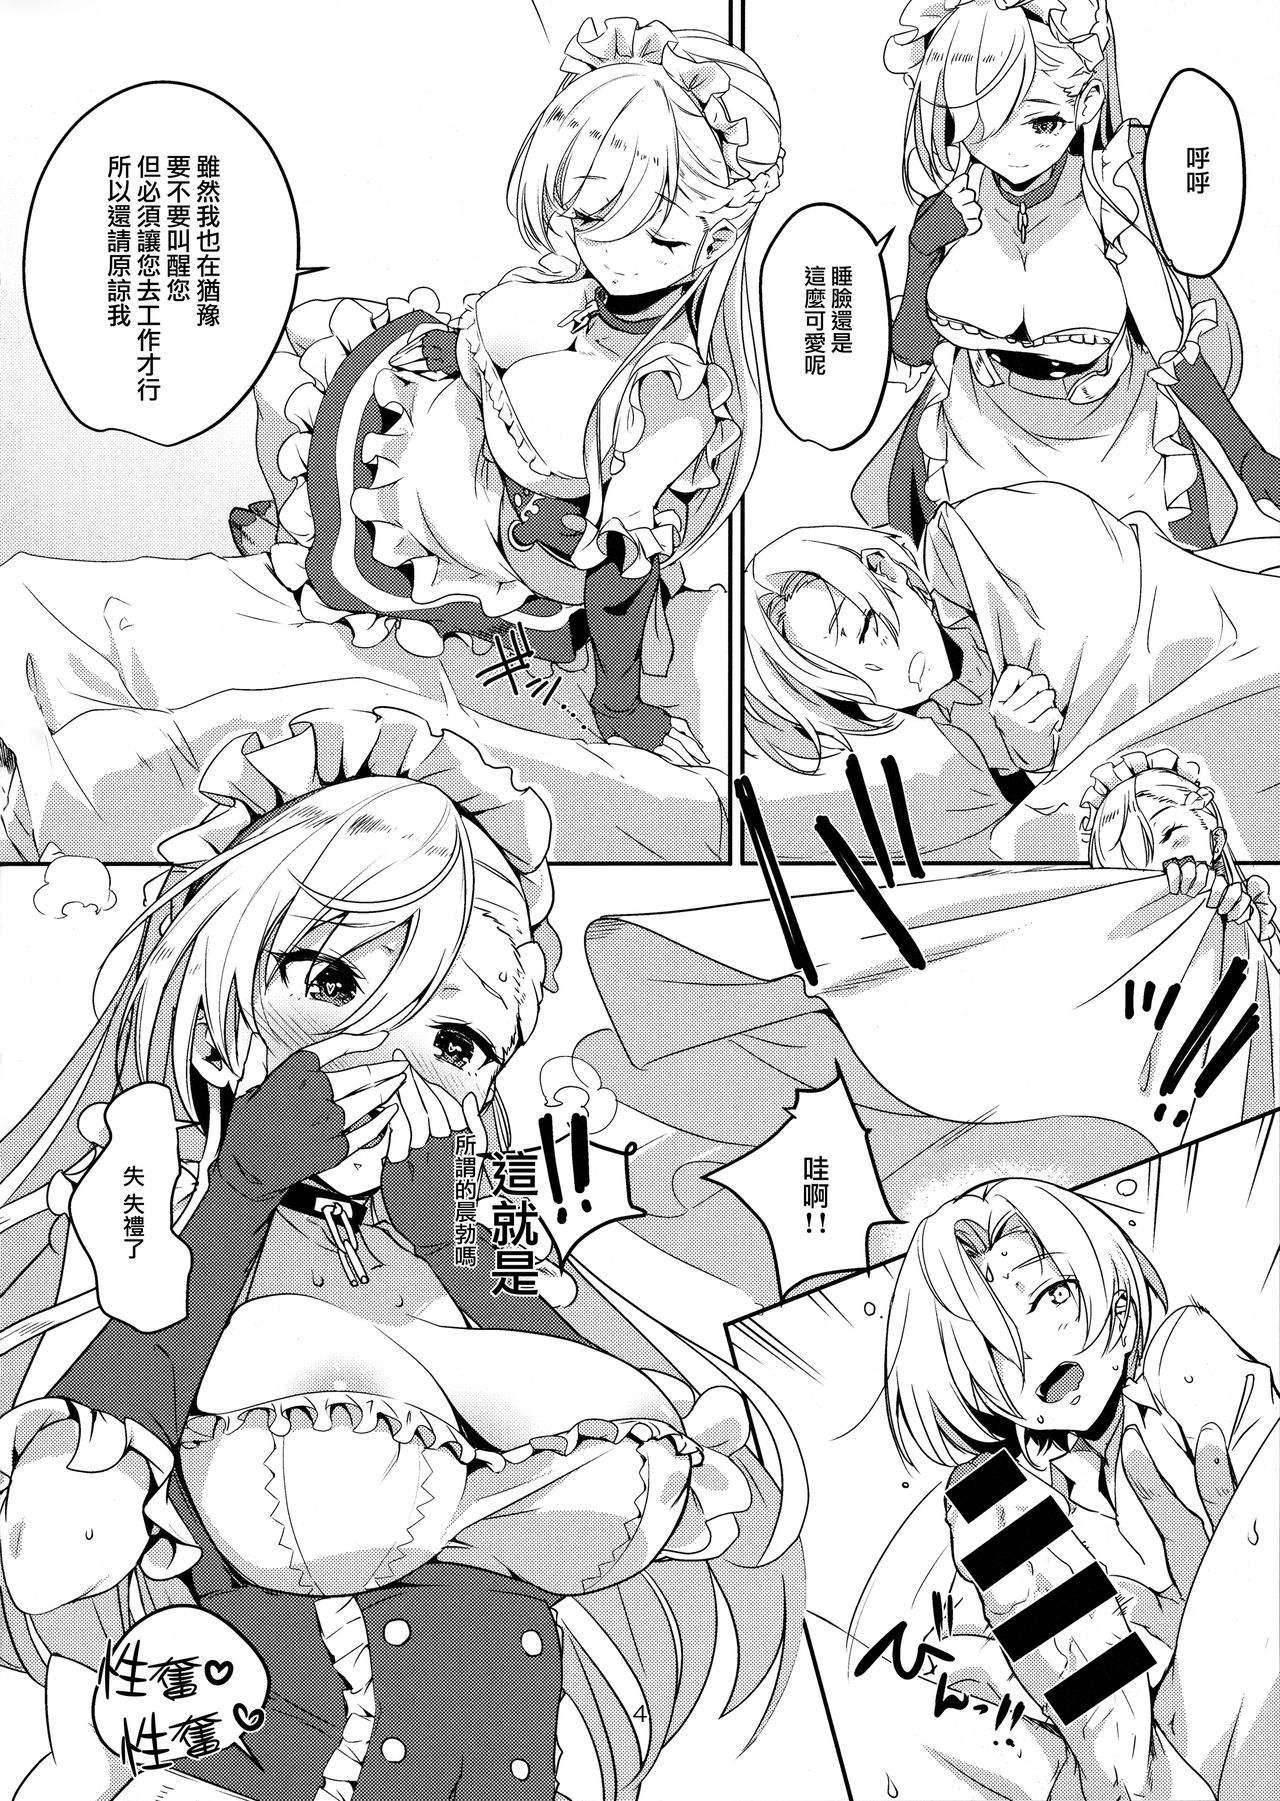 呼呼
睡臉還是
這麼可愛呢
雖然我也在猶豫
要不要叫醒您
但必須讓您去工作才行
所以還請原諒我
哇啊!!
這就是
所謂的晨勃嗎
失 失禮了
びんっ!!
性奮♡
性奮♡
4